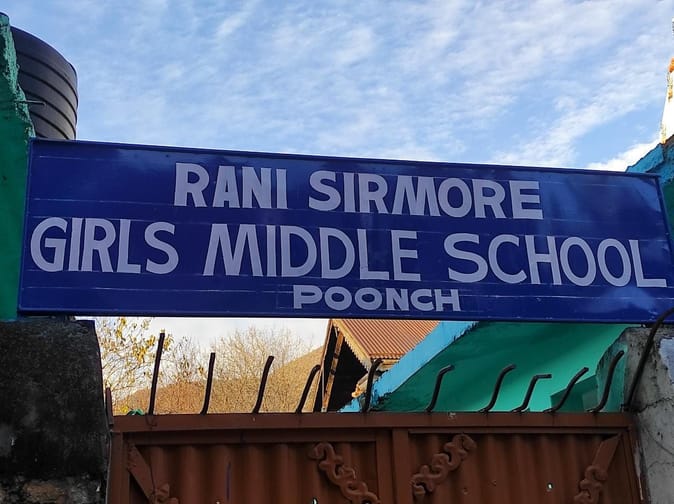 RANI SIRMORE
GIRLS MIDDLE SCHOOL
POONCH